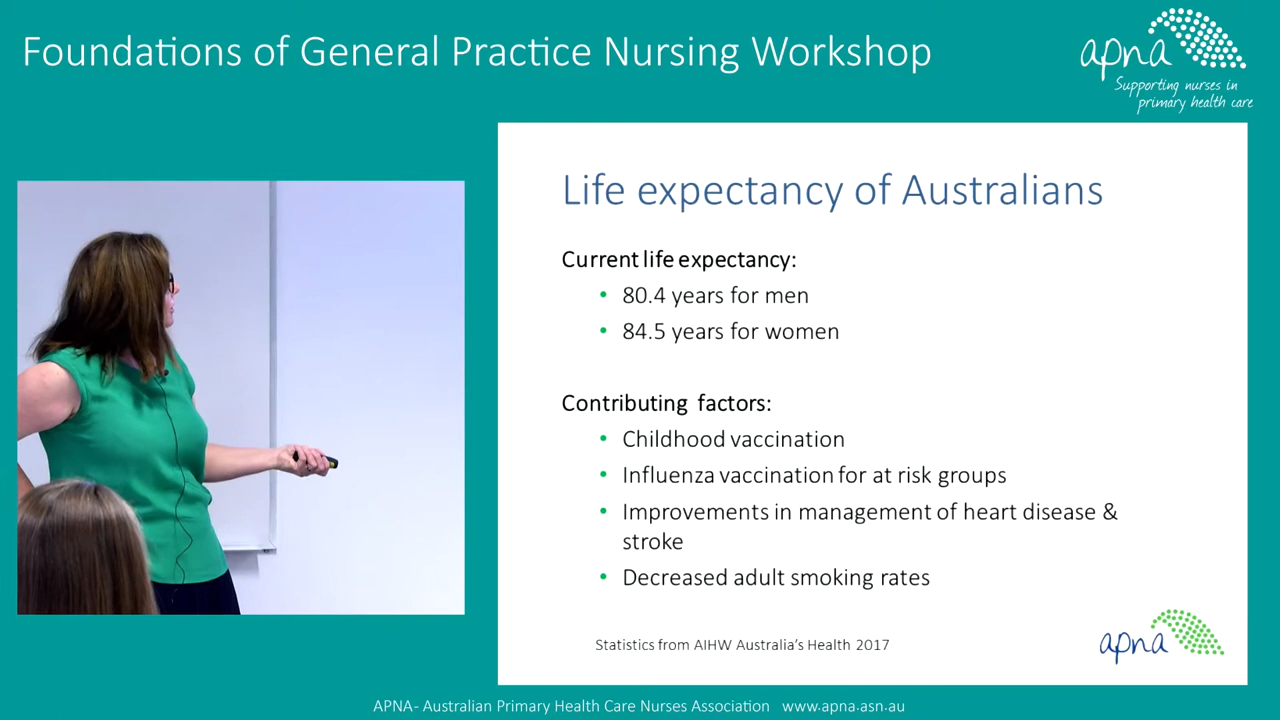 Foundations of General Practice Nursing Workshop
apna
Supporting nurses in
primary health care
Life expectancy of Australians
Current life expectancy:
• 80.4 years for men
• 84.5 years for women
Contributing factors:
• Childhood vaccination
• Influenza vaccination for at risk groups
• Improvements in management of heart disease &
stroke
• Decreased adult smoking rates
Statistics from AIHW Australia's Health 2017
apna
APNA- Australian Primary Health Care Nurses Association www.apna.asn.au